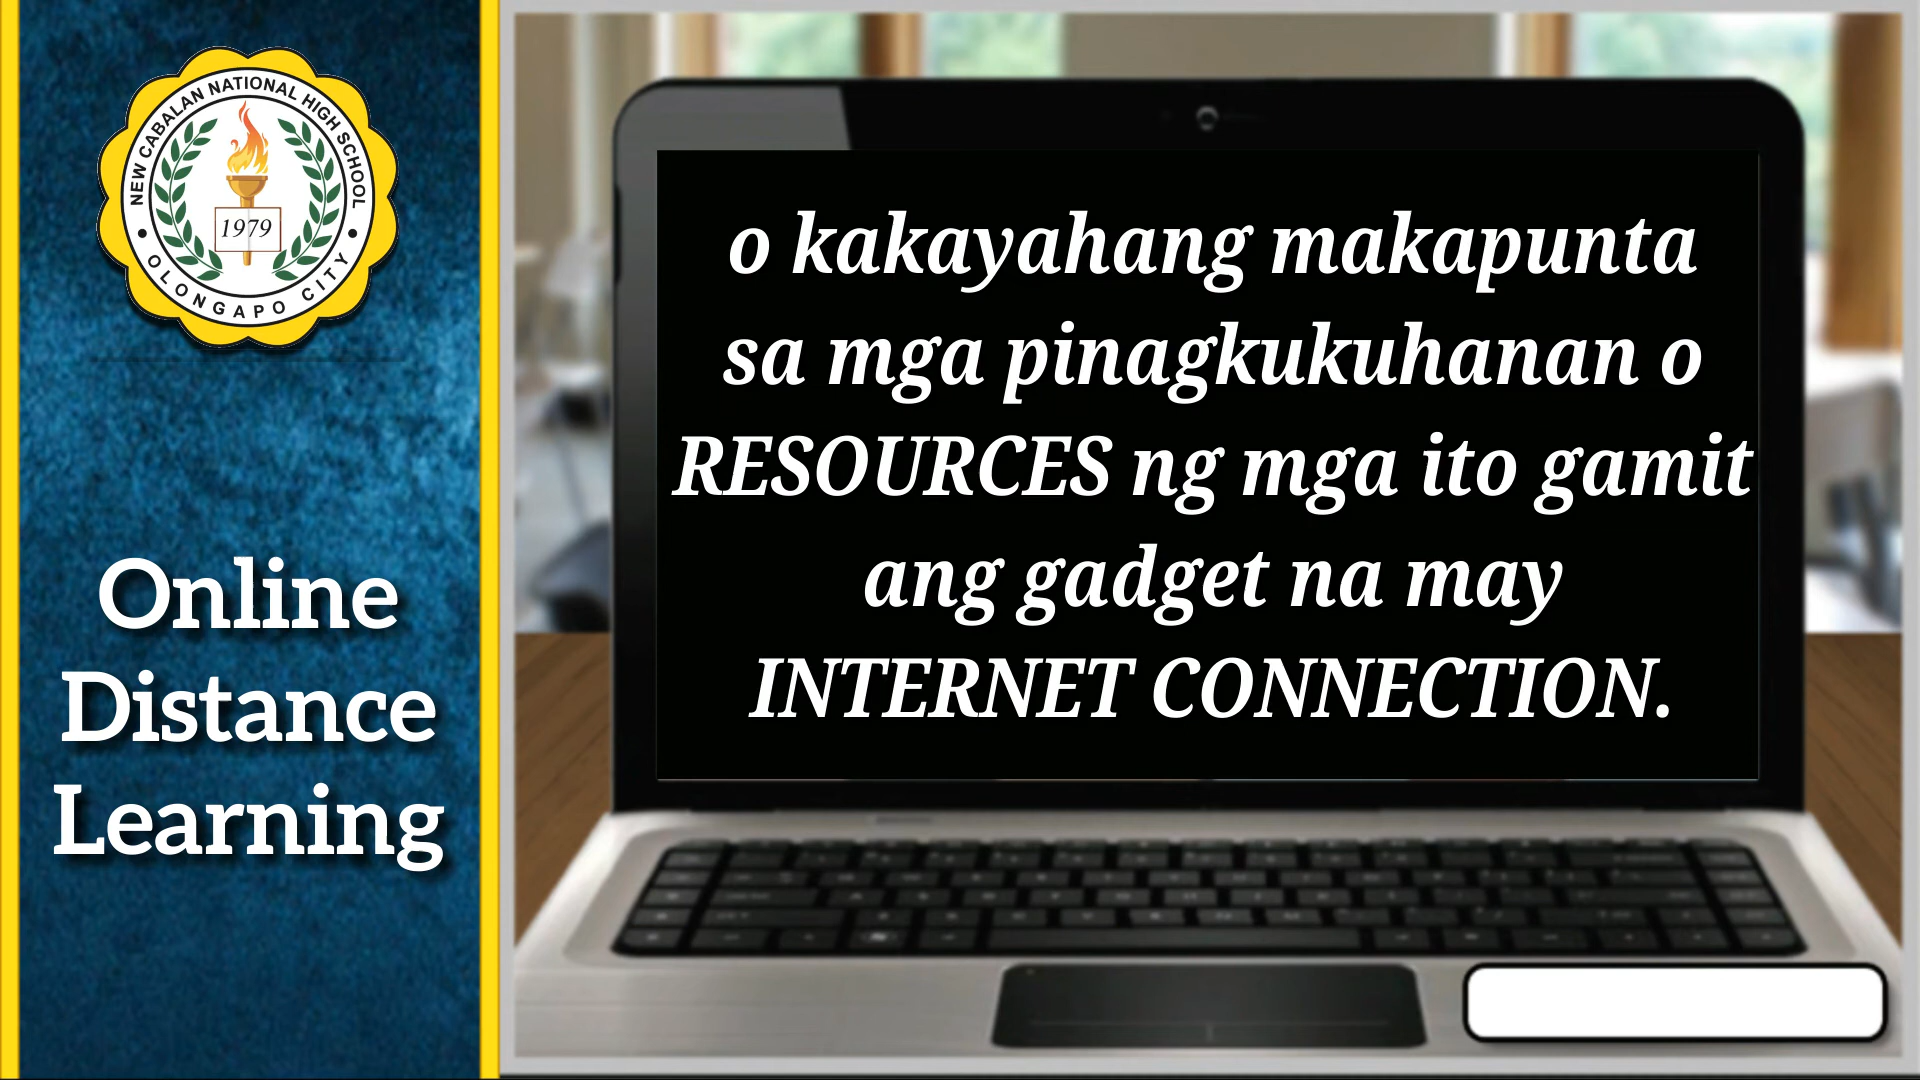 NEW CABALAN NATIONAL HIGH SCHOOL
1979
OLONGAPO CITY
Online
Distance
Learning
o kakayahang makapunta
sa mga pinagkukuhanan o
RESOURCES ng mga ito gamit
ang gadget na may
INTERNET CONNECTION.